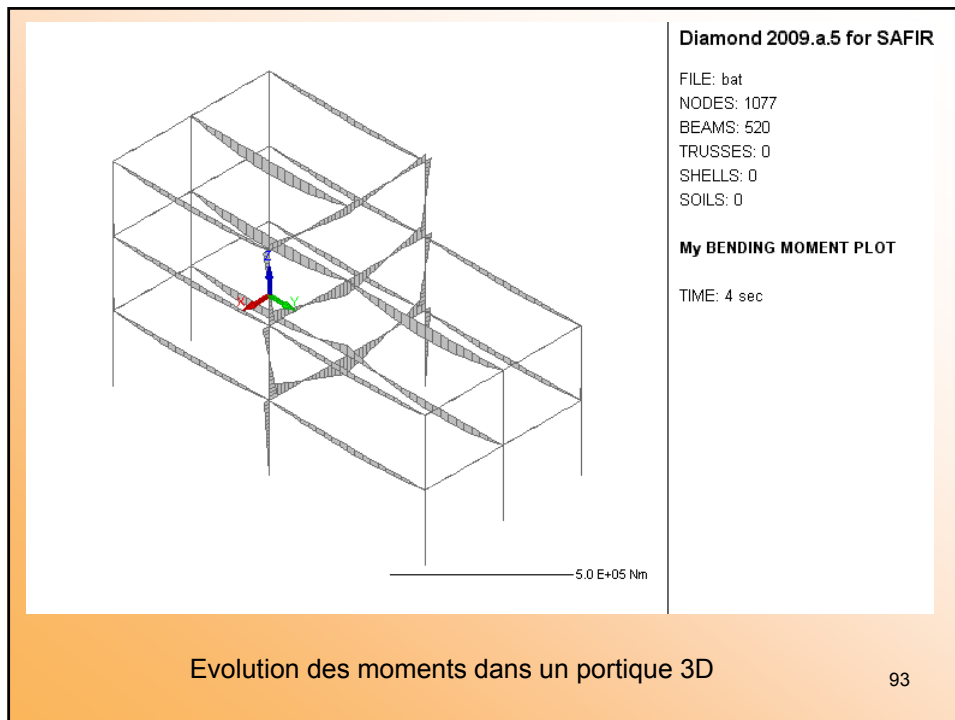 Diamond 2009.a.5 for SAFIR
FILE: bat
NODES: 1077
BEAMS: 520
TRUSSES: 0
SHELLS: 0
SOILS: 0
My BENDING MOMENT PLOT
TIME: 4 sec
Z
X
Y
5.0 E+05 Nm
Evolution des moments dans un portique 3D
93